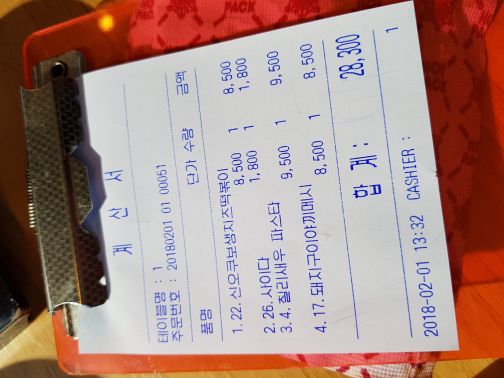 계 산 서
테이블명 : 1
주문번호 : 20180201 01 00051
품명 단가 수량 금액
1. 22. 신오쿠보생치즈떡볶이
8,500 1 8,500
2. 26. 사이다 1,800 1 1,800
3. 4. 칠리새우 파스타 9,500 1 9,500
4. 17. 돼지구이야끼메시 8,500 1 8,500
합 계 : 28,300
2018-02-01 13:32 CASHIER : 1